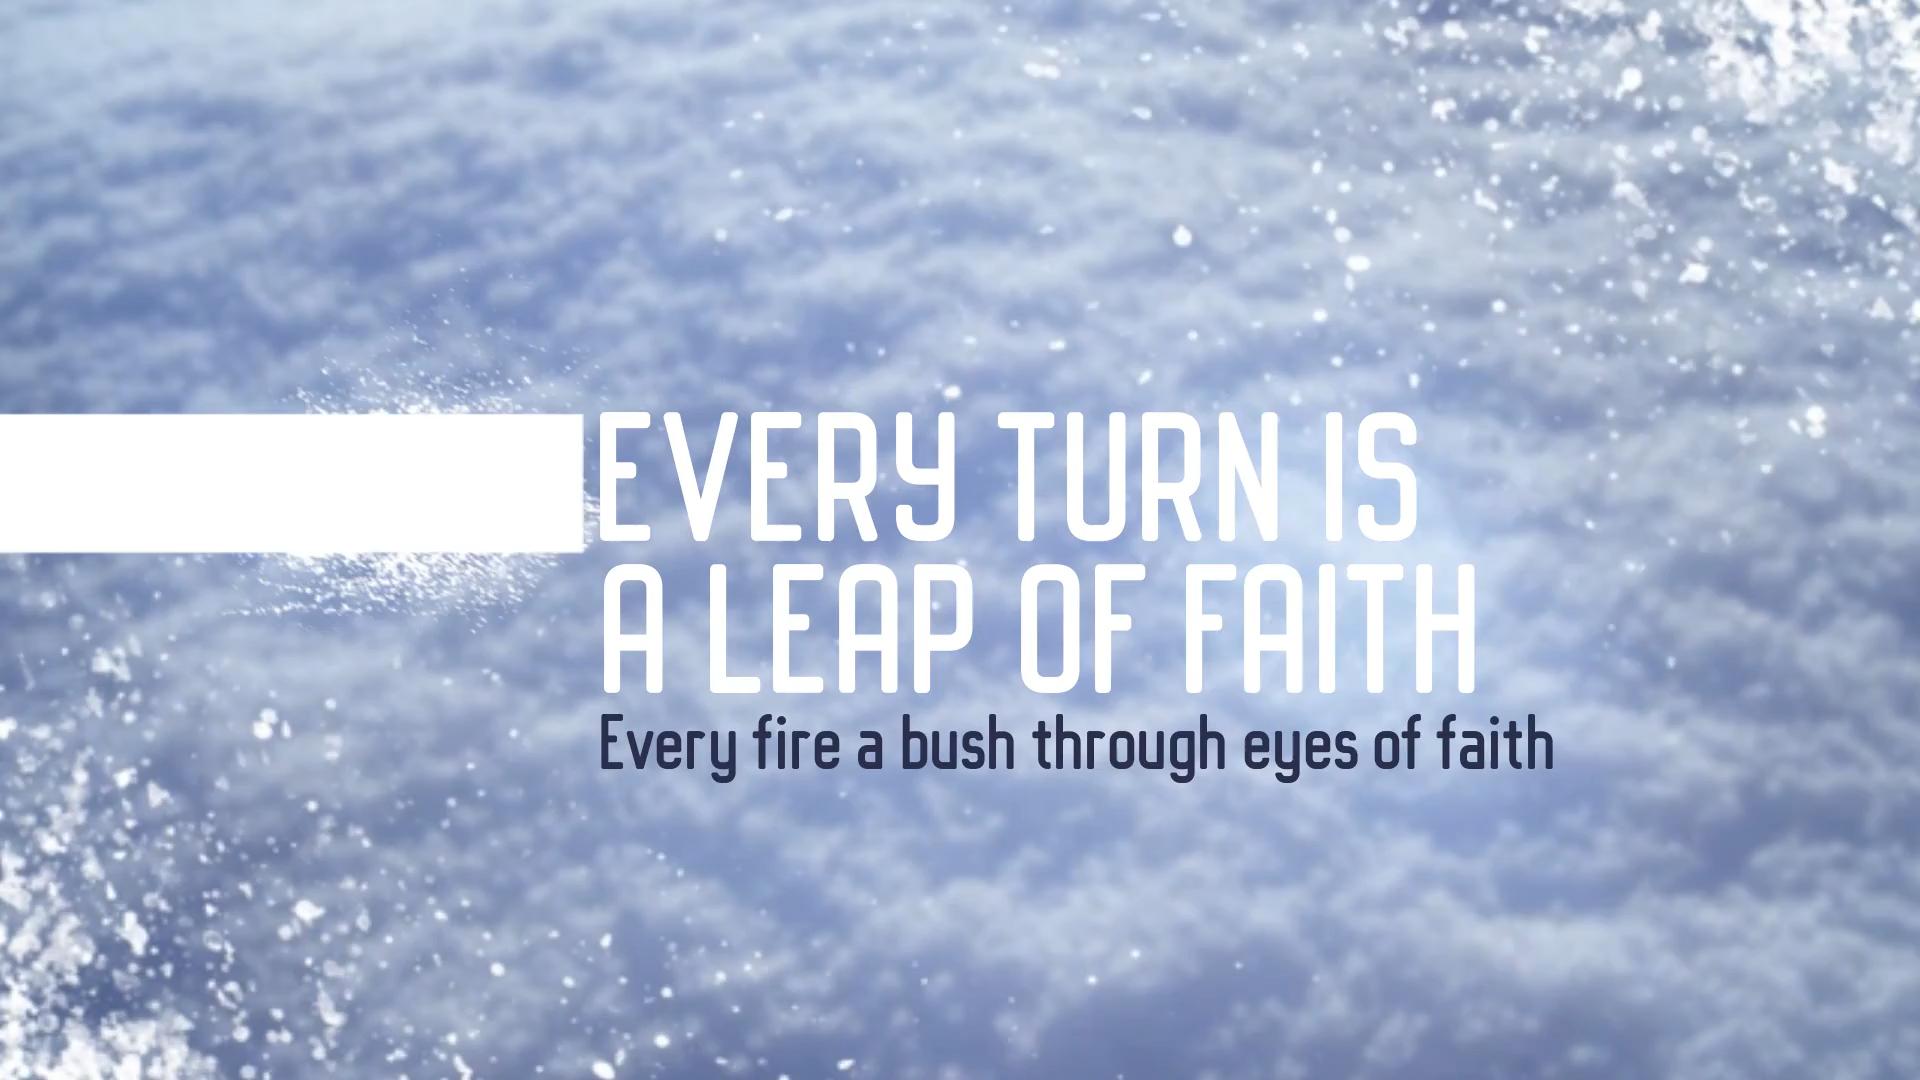 EVERY TURN IS
A LEAP OF FAITH
Every fire a bush through eyes of faith